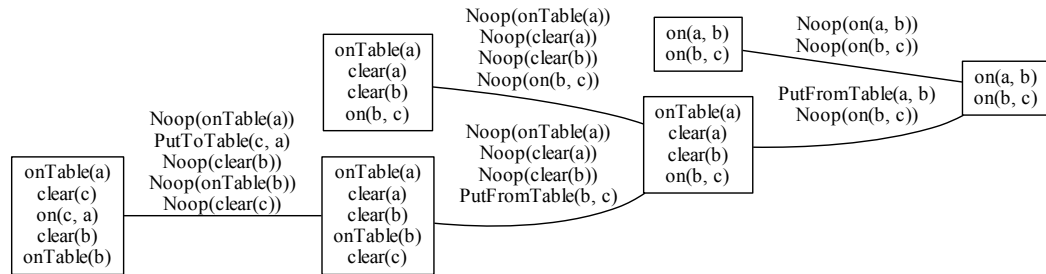 Noop(onTable(a))
PutToTable(c, a)
Noop(clear(b))
Noop(onTable(b))
Noop(clear(c))
onTable(a)
clear(c)
on(c, a)
clear(b)
onTable(b)
onTable(a)
clear(a)
clear(b)
on(b, c)
onTable(a)
clear(a)
clear(b)
onTable(b)
clear(c)
Noop(onTable(a))
Noop(clear(a))
Noop(clear(b))
Noop(on(b, c))
Noop(onTable(a))
Noop(clear(a))
Noop(clear(b))
PutFromTable(b, c)
on(a, b)
on(b, c)
onTable(a)
clear(a)
clear(b)
on(b, c)
Noop(on(a, b))
Noop(on(b, c))
PutFromTable(a, b)
Noop(on(b, c))
on(a, b)
on(b, c)